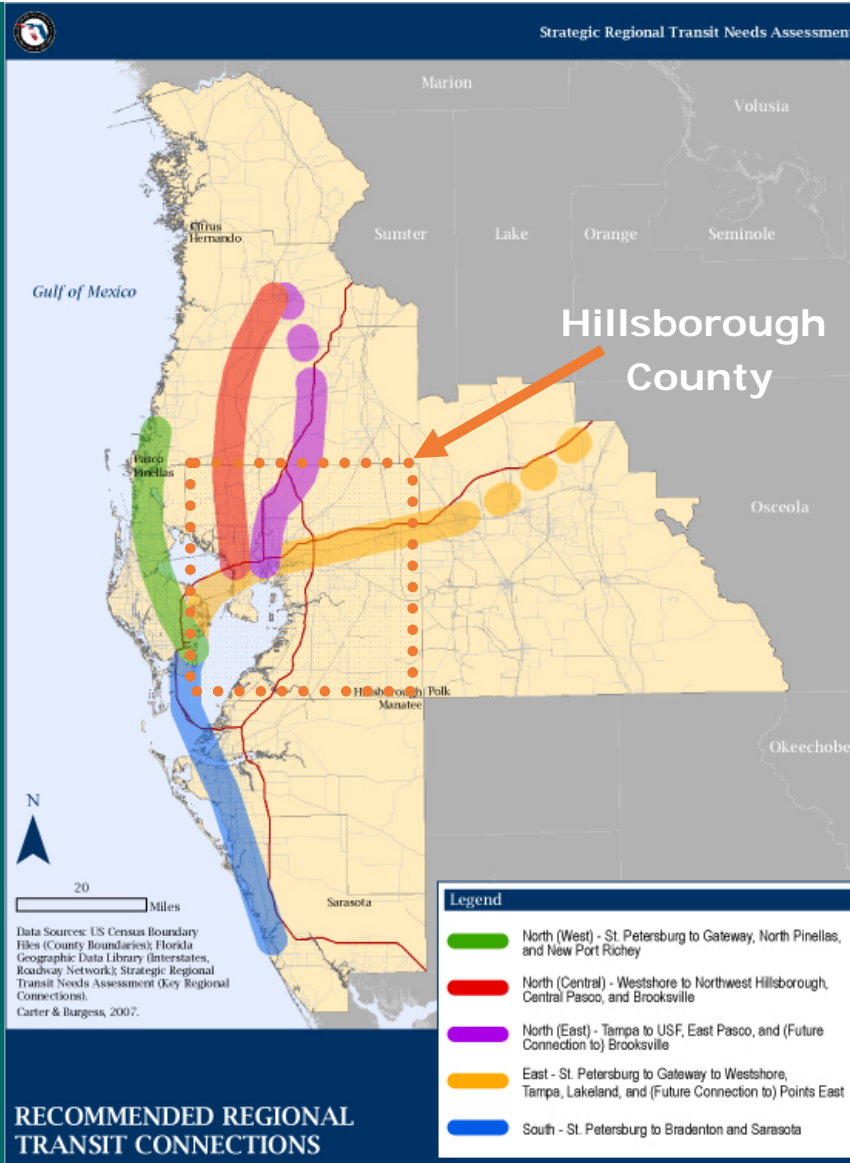 Strategic Regional Transit Needs Assessment
Marion
Volusia
Citrus
Hernando
Sumter
Lake
Orange
Seminole
Gulf of Mexico
Hillsborough
County
Pasco
Pinellas
Osceola
Hillsborough Polk
Manatee
Okeechobe
N
20
Miles
Sarasota
Data Sources: US Census Boundary
Files (County Boundaries); Florida
Geographic Data Library (Interstates,
Roadway Network); Strategic Regional
Transit Needs Assessment (Key Regional
Connections).
Carter & Burgess, 2007.
Legend
North (West) - St. Petersburg to Gateway, North Pinellas,
and New Port Richey
North (Central) - Westshore to Northwest Hillsborough,
Central Pasco, and Brooksville
North (East) - Tampa to USF, East Pasco, and (Future
Connection to) Brooksville
East - St. Petersburg to Gateway to Westshore,
Tampa, Lakeland, and (Future Connection to) Points East
South - St. Petersburg to Bradenton and Sarasota
RECOMMENDED REGIONAL
TRANSIT CONNECTIONS